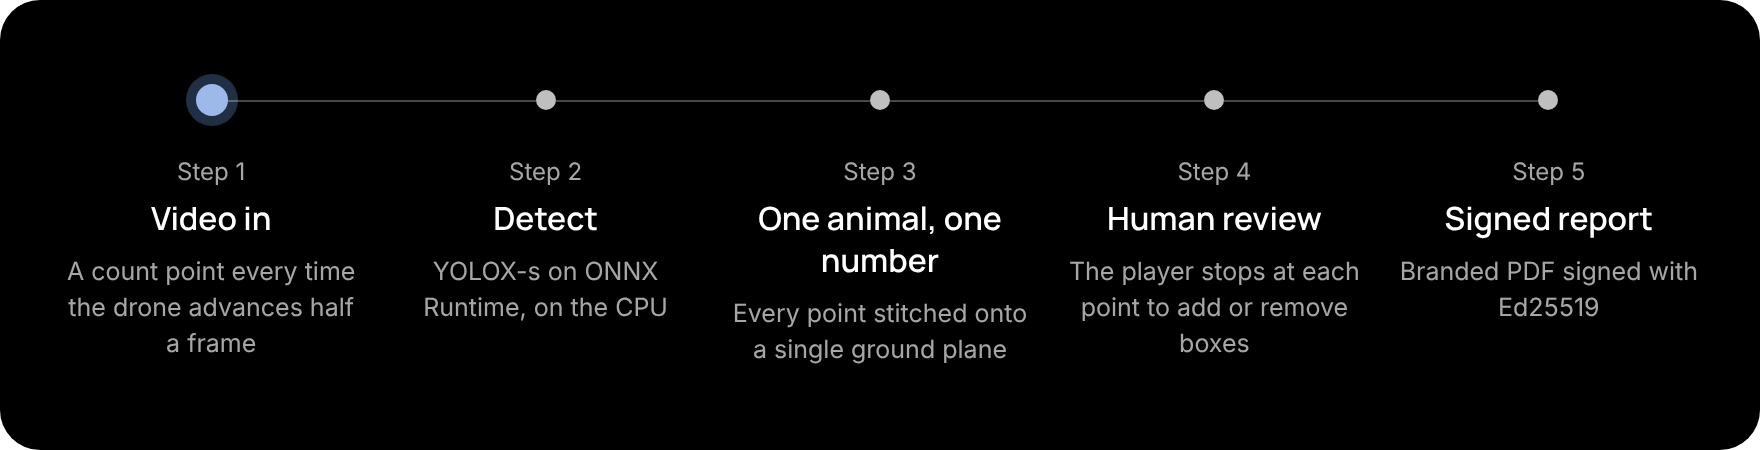 Step 1
Video in
A count point every time
the drone advances half
a frame
Step 2
Detect
YOLOX-s on ONNX
Runtime, on the CPU
Step 3
One animal, one
number
Every point stitched onto
a single ground plane
Step 4
Human review
The player stops at each
point to add or remove
boxes
Step 5
Signed report
Branded PDF signed with
Ed25519